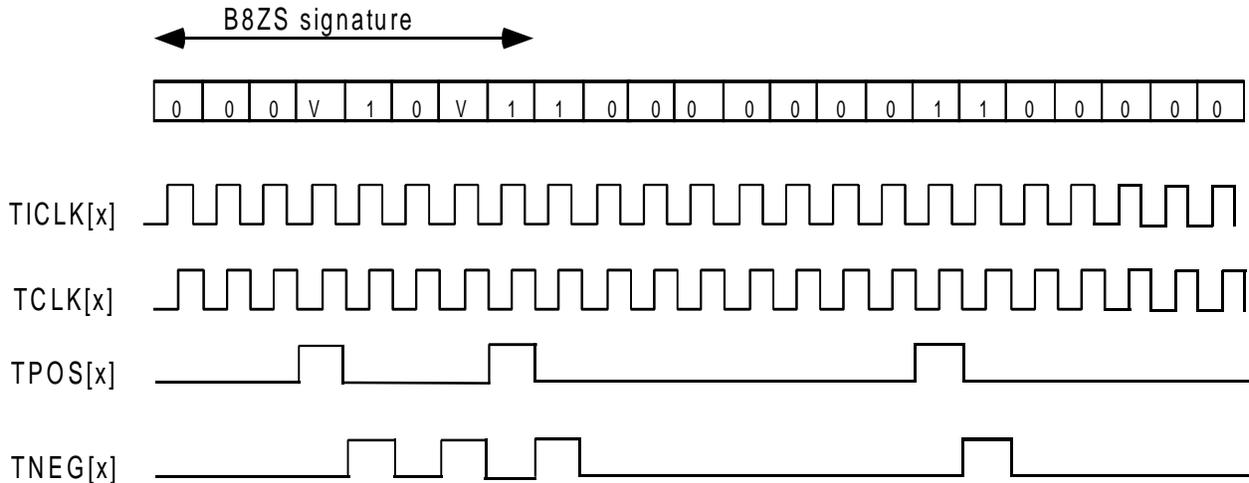 B8ZS signature
0 0 0 V 1 0 V 1 1 0 0 0 0 0 0 0 1 1 0 0 0 0 0
TICLK[x]
TCLK[x]
TPOS[x]
TNEG[x]